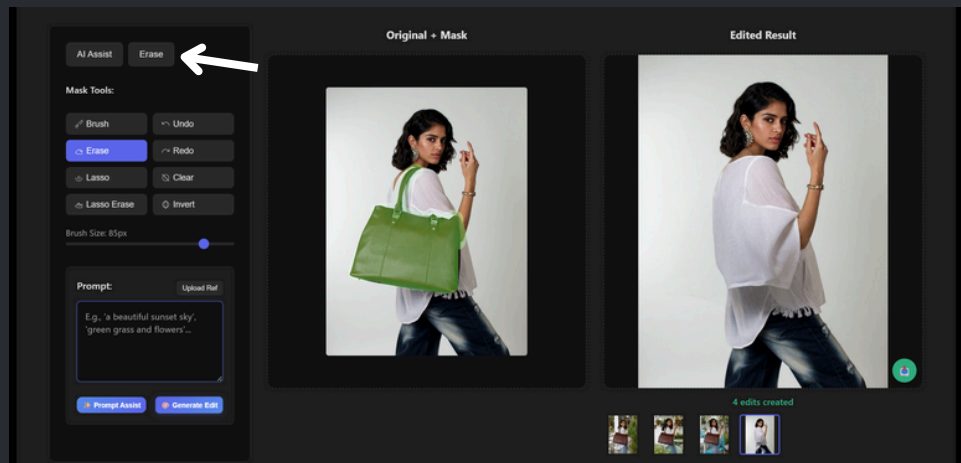 Original + Mask
Edited Result
AI Assist
Erase
Mask Tools:
Brush
Undo
Erase
Redo
Lasso
Clear
Lasso Erase
Invert
Brush Size: 85px
Prompt:
Upload Ref
E.g., 'a beautiful sunset sky',
'green grass and flowers'...
Prompt Assist
Generate Edit
4 edits created